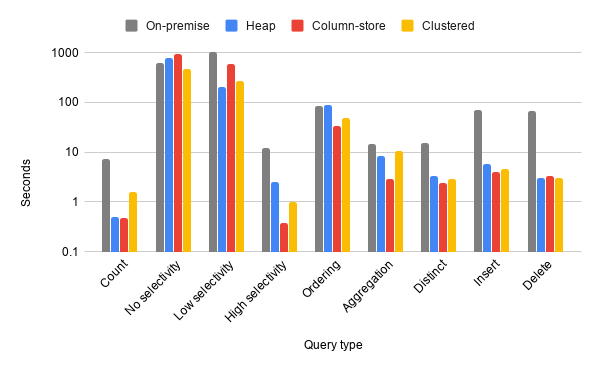 On-premise Heap Column-store Clustered
1000
100
10
1
0.1
Seconds
Count
No selectivity
Low selectivity
High selectivity
Ordering
Aggregation
Distinct
Insert
Delete
Query type